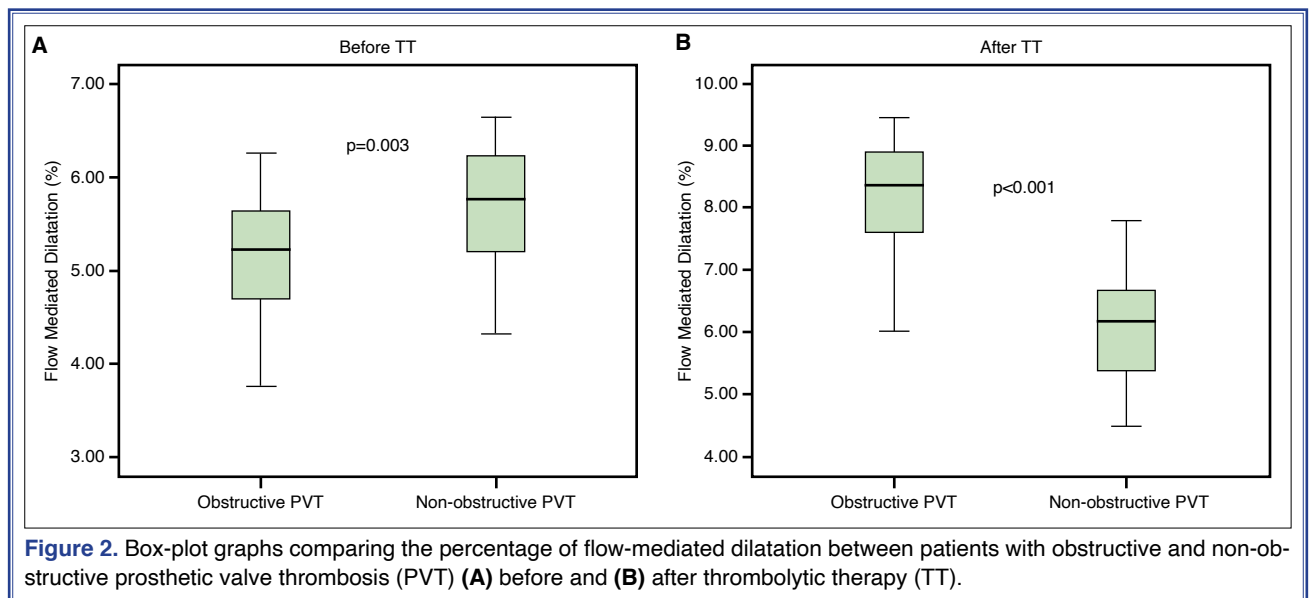 A
Before TT
7.00
6.00
5.00
4.00
3.00
Flow Mediated Dilatation (%)
p=0.003
Obstructive PVT
Non-obstructive PVT
B
After TT
10.00
9.00
8.00
7.00
6.00
5.00
4.00
Flow Mediated Dilatation (%)
p<0.001
Obstructive PVT
Non-obstructive PVT
Figure 2. Box-plot graphs comparing the percentage of flow-mediated dilatation between patients with obstructive and non-ob-
structive prosthetic valve thrombosis (PVT) (A) before and (B) after thrombolytic therapy (TT).